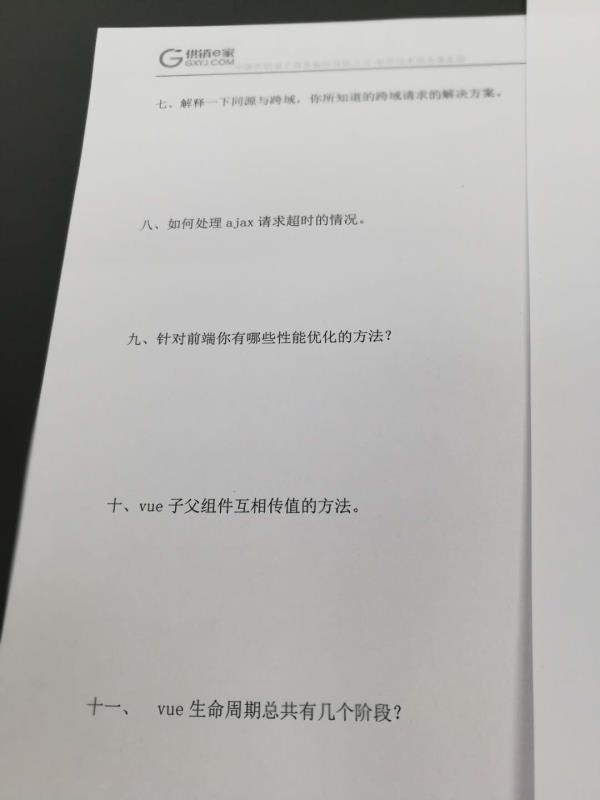 供销e家
GXYJ.COM
七、解释一下同源与跨域，你所知道的跨域请求的解决方案。
八、如何处理 ajax 请求超时的情况。
九、针对前端你有哪些性能优化的方法？
十、vue 子父组件互相传值的方法。
十一、 vue 生命周期总共有几个阶段？